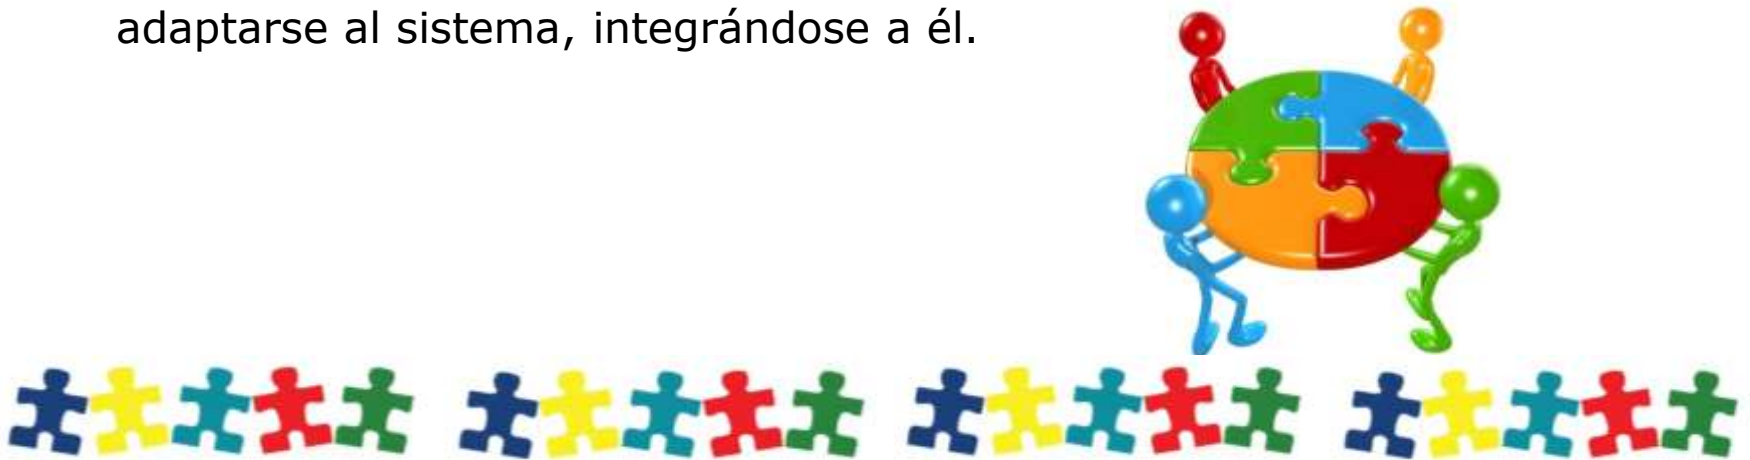 adaptarse al sistema, integrándose a él.